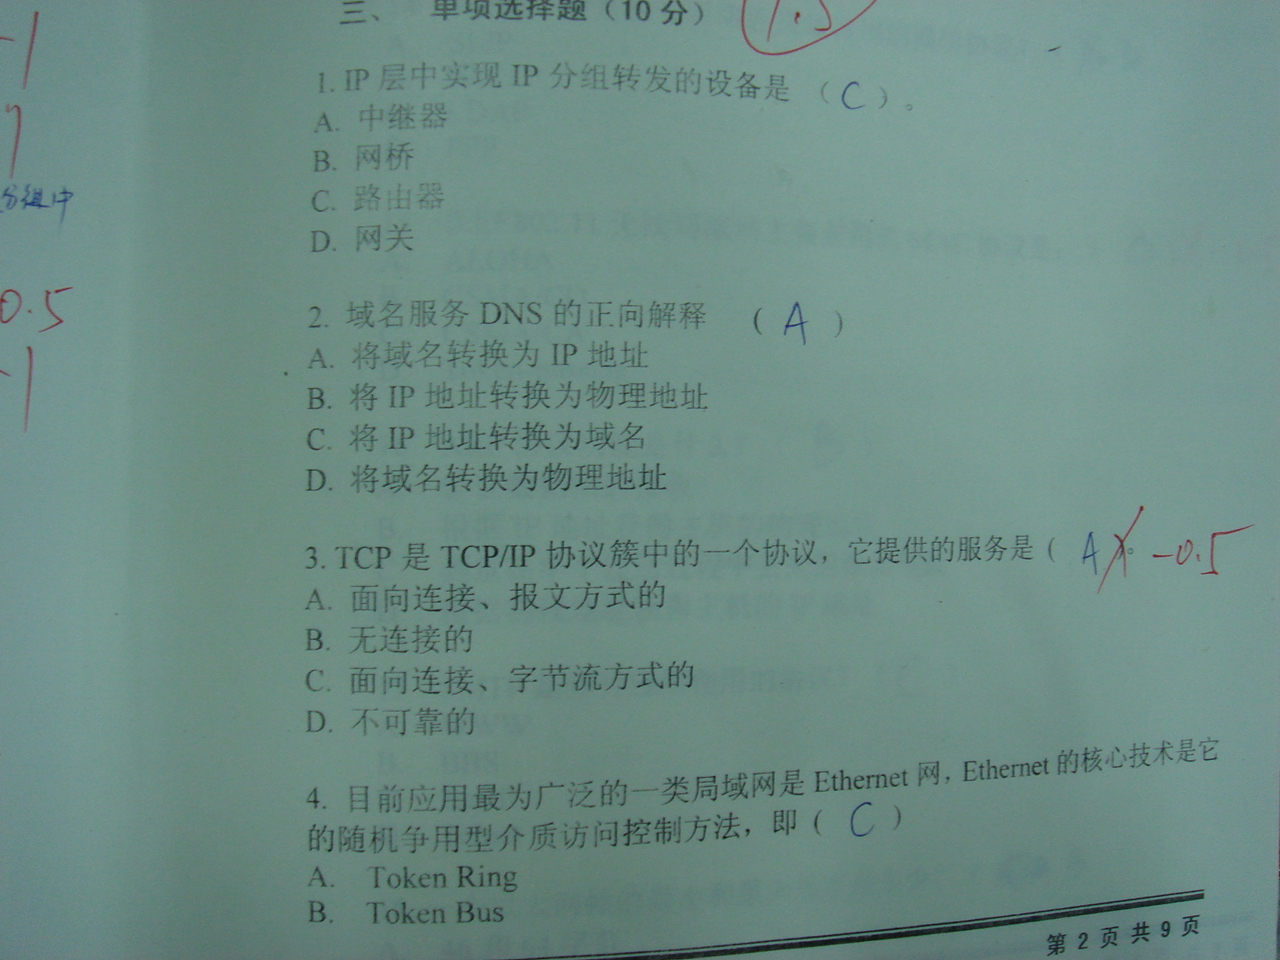 三、 单项选择题（10 分） 1.5
-1
1. IP 层中实现 IP 分组转发的设备是 （ C ）。
A. 中继器
B. 网桥
分组中
C. 路由器
D. 网关
0.5
2. 域名服务 DNS 的正向解释 （ A ）
-1
A. 将域名转换为 IP 地址
B. 将 IP 地址转换为物理地址
C. 将 IP 地址转换为域名
D. 将域名转换为物理地址
3. TCP 是 TCP/IP 协议簇中的一个协议，它提供的服务是（ A -0.5
A. 面向连接、报文方式的
B. 无连接的
C. 面向连接、字节流方式的
D. 不可靠的
4. 目前应用最为广泛的一类局域网是 Ethernet 网，Ethernet 的核心技术是它
的随机争用型介质访问控制方法，即（ C ）
A. Token Ring
B. Token Bus
第 2 页 共 9 页